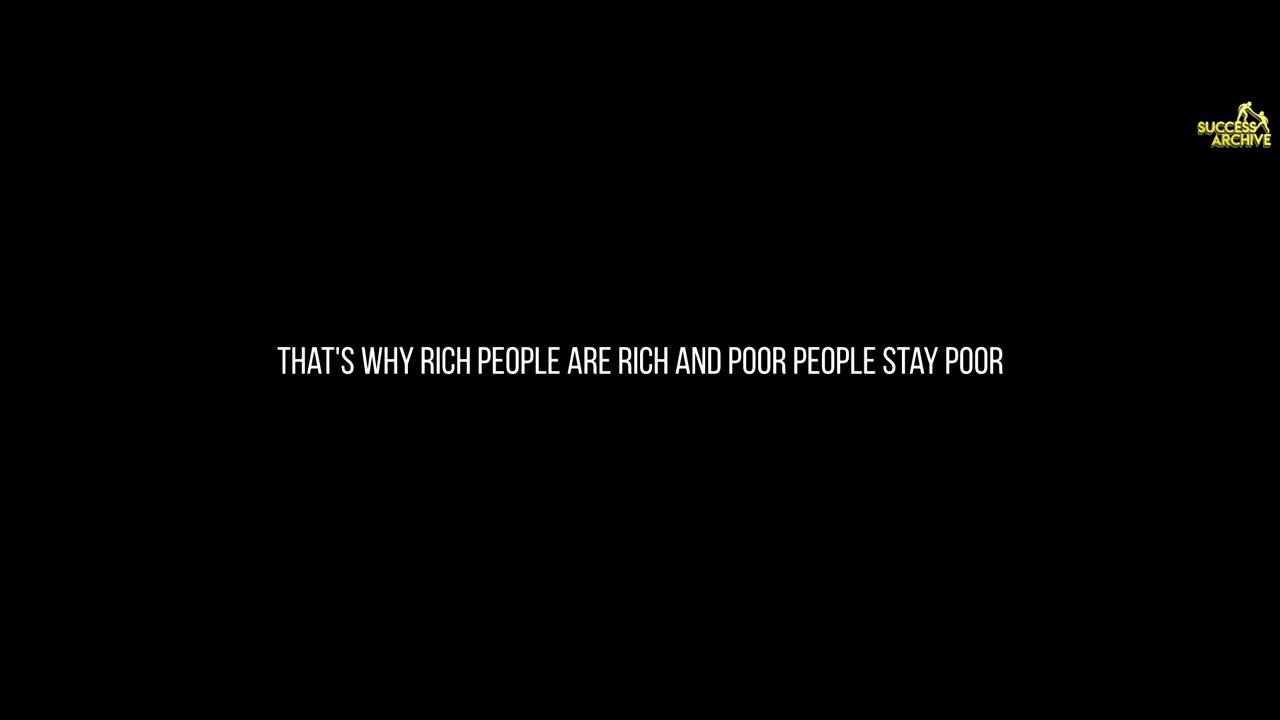 SUCCESS
ARCHIVE
THAT'S WHY RICH PEOPLE ARE RICH AND POOR PEOPLE STAY POOR